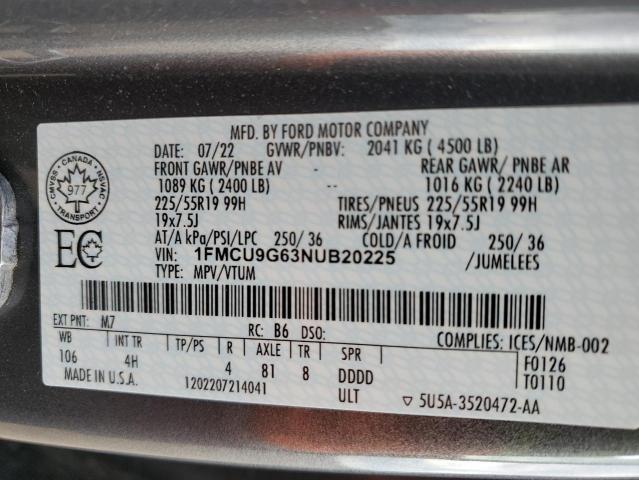 MFD. BY FORD MOTOR COMPANY
DATE: 07/22 GVWR/PNBV: 2041 KG ( 4500 LB)
FRONT GAWR/PNBE AV REAR GAWR/ PNBE AR
1089 KG ( 2400 LB) 1016 KG ( 2240 LB)
225/55R19 99H TIRES/PNEUS 225/55R19 99H
19x7.5J RIMS/JANTES 19x7.5J
AT/A kPa/PSI/LPC 250/ 36 COLD/A FROID 250/ 36
VIN: 1FMCU9G63NUB20225 /JUMELEES
TYPE: MPV/VTUM
CMVSS - CANADA - NSVAC
977
TRANSPORT
EC
EXT PNT: M7 RC: B6 DSO: COMPLIES: ICES/NMB-002
WB INT TR TP/PS R AXLE TR SPR F0126
106 4H 4 81 8 DDDD T0110
MADE IN U.S.A. 1202207214041 ULT ▽ 5U5A-3520472-AA